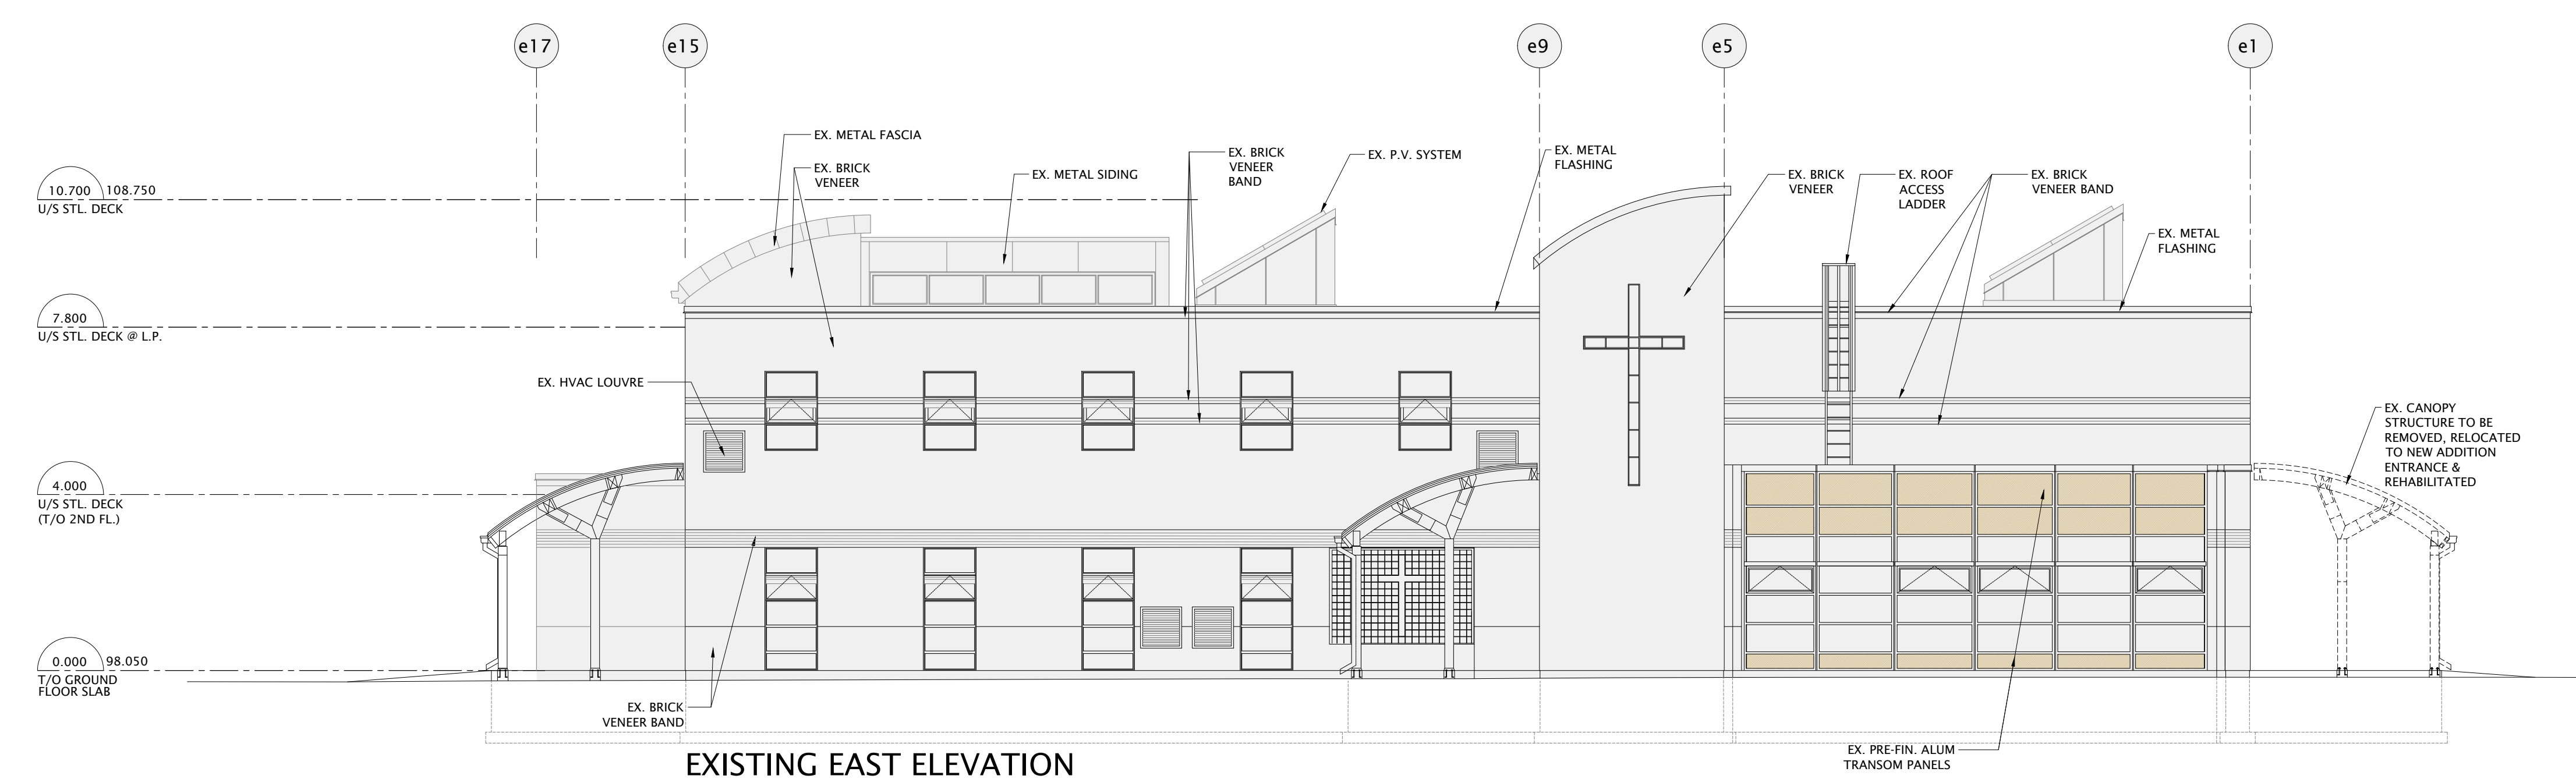 e17
e15
e9
e5
e1
EX. METAL FASCIA
EX. BRICK
VENEER
EX. METAL SIDING
EX. BRICK
VENEER
BAND
EX. P.V. SYSTEM
EX. METAL
FLASHING
EX. BRICK
VENEER
EX. ROOF
ACCESS
LADDER
EX. BRICK
VENEER BAND
EX. METAL
FLASHING
10.700 108.750
U/S STL. DECK
7.800
U/S STL. DECK @ L.P.
EX. HVAC LOUVRE
EX. CANOPY
STRUCTURE TO BE
REMOVED, RELOCATED
TO NEW ADDITION
ENTRANCE &
REHABILITATED
4.000
U/S STL. DECK
(T/O 2ND FL.)
0.000 98.050
T/O GROUND
FLOOR SLAB
EX. BRICK
VENEER BAND
EX. PRE-FIN. ALUM
TRANSOM PANELS
EXISTING EAST ELEVATION